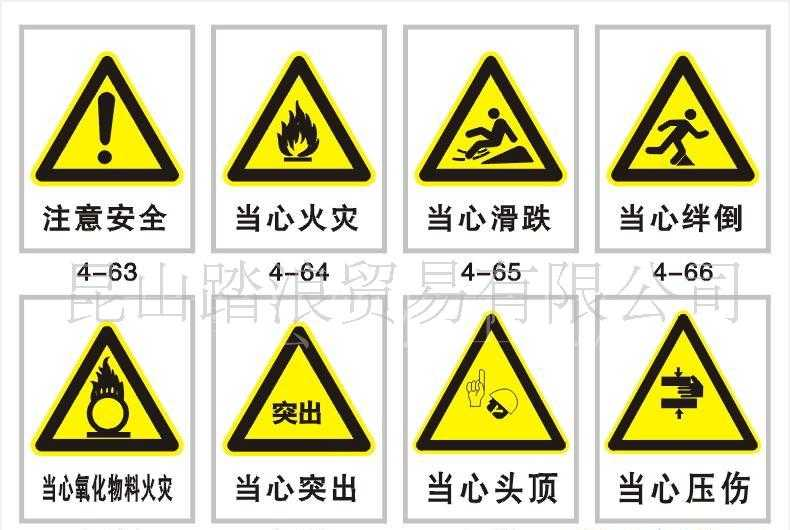 注意安全
当心火灾
当心滑跌
当心绊倒
4-63
4-64
4-65
4-66
昆山踏浪贸易有限公司
突出
当心氧化物料火灾
当心突出
当心头顶
当心压伤